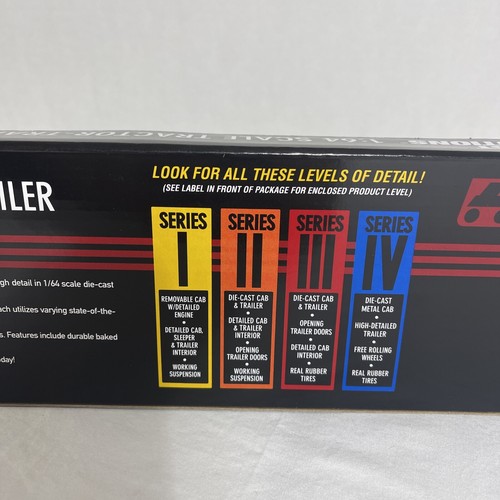 1:64 SCALE TRACTOR
LOOK FOR ALL THESE LEVELS OF DETAIL!
(SEE LABEL IN FRONT OF PACKAGE FOR ENCLOSED PRODUCT LEVEL)
ILER
gh detail in 1/64 scale die-cast
ach utilizes varying state-of-the-
s. Features include durable baked
day!
SERIES
I
REMOVABLE CAB
W/DETAILED
ENGINE
•
DETAILED CAB,
SLEEPER
& TRAILER
INTERIOR
•
WORKING
SUSPENSION
SERIES
II
DIE-CAST CAB
& TRAILER
•
DETAILED CAB
& TRAILER
INTERIOR
•
OPENING
TRAILER DOORS
•
WORKING
SUSPENSION
SERIES
III
DIE-CAST CAB
& TRAILER
•
OPENING
TRAILER DOORS
•
DETAILED CAB
INTERIOR
•
REAL RUBBER
TIRES
SERIES
IV
DIE-CAST
METAL CAB
•
HIGH-DETAILED
TRAILER
•
FREE ROLLING
WHEELS
•
REAL RUBBER
TIRES